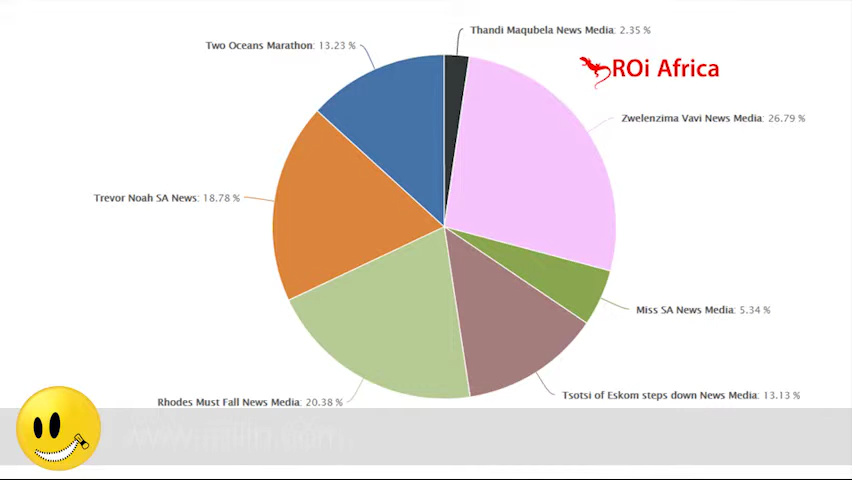 Thandi Maqubela News Media: 2.35 %
Two Oceans Marathon: 13.23 %
ROi Africa
Zwelenzima Vavi News Media: 26.79 %
Trevor Noah SA News: 18.78 %
Miss SA News Media: 5.34 %
Tsotsi of Eskom steps down News Media: 13.13 %
Rhodes Must Fall News Media: 20.38 %